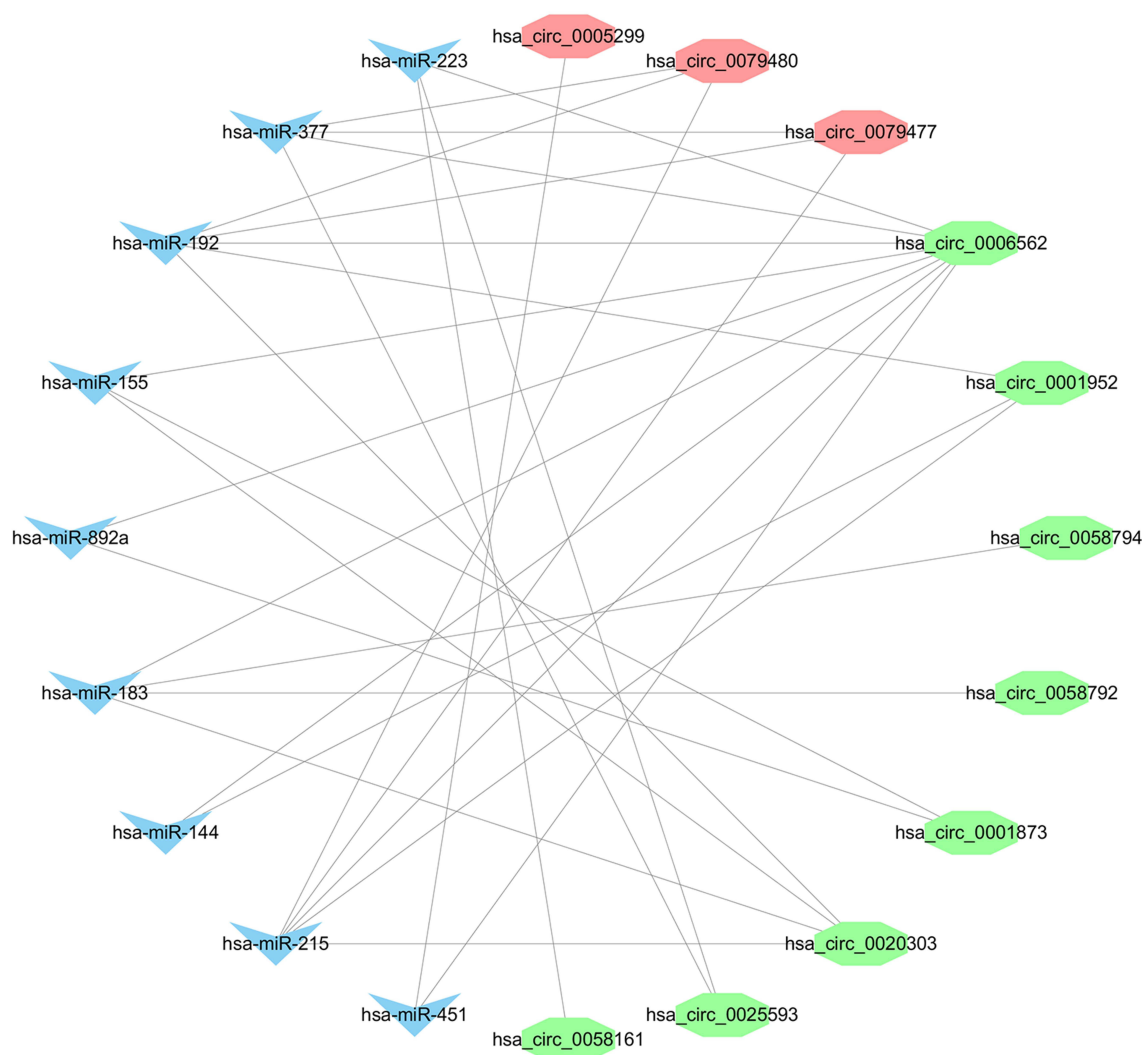 hsa_circ_0005299
hsa-miR-223
hsa_circ_0079480
hsa-miR-377
hsa_circ_0079477
hsa-miR-192
hsa_circ_0006562
hsa-miR-155
hsa_circ_0001952
hsa-miR-892a
hsa_circ_0058794
hsa-miR-183
hsa_circ_0058792
hsa-miR-144
hsa_circ_0001873
hsa-miR-215
hsa_circ_0020303
hsa-miR-451
hsa_circ_0025593
hsa_circ_0058161